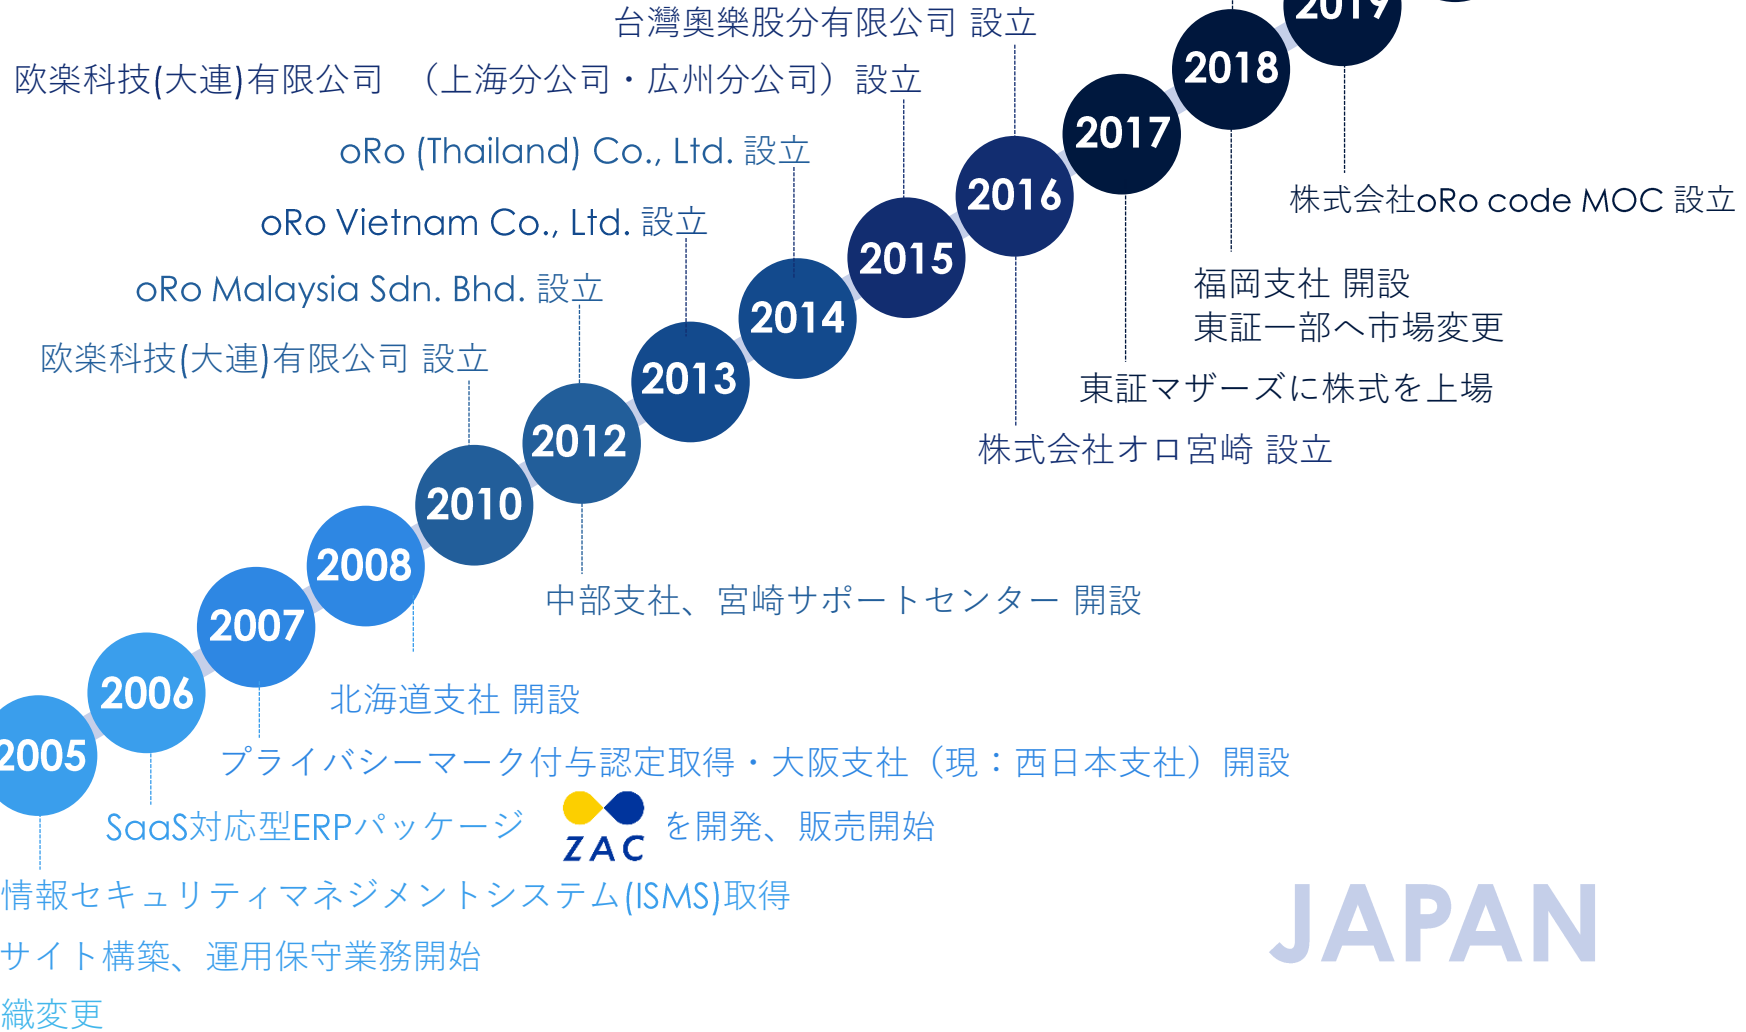 台灣奧樂股分有限公司 設立
2019
欧楽科技(大連)有限公司 （上海分公司・広州分公司）設立
2018
2017
oRo (Thailand) Co., Ltd. 設立
2016
株式会社oRo code MOC 設立
oRo Vietnam Co., Ltd. 設立
2015
oRo Malaysia Sdn. Bhd. 設立
福岡支社 開設
東証一部へ市場変更
2014
欧楽科技(大連)有限公司 設立
2013
東証マザーズに株式を上場
2012
株式会社オロ宮崎 設立
2010
2008
中部支社、宮崎サポートセンター 開設
2007
2006
北海道支社 開設
2005
プライバシーマーク付与認定取得・大阪支社（現：西日本支社）開設
SaaS対応型ERPパッケージ ZAC を開発、販売開始
情報セキュリティマネジメントシステム(ISMS)取得
サイト構築、運用保守業務開始
織変更
JAPAN